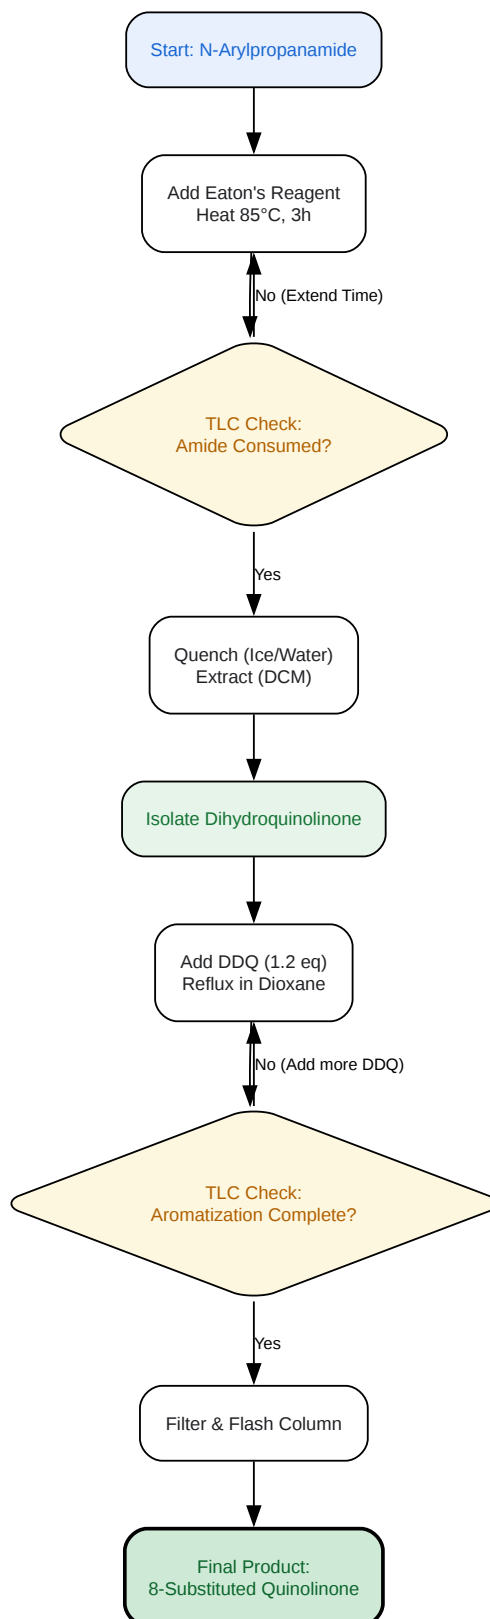 Start: N-Arylpropanamide
Add Eaton's Reagent
Heat 85°C, 3h
No (Extend Time)
TLC Check:
Amide Consumed?
Yes
Quench (Ice/Water)
Extract (DCM)
Isolate Dihydroquinolinone
Add DDQ (1.2 eq)
Reflux in Dioxane
No (Add more DDQ)
TLC Check:
Aromatization Complete?
Yes
Filter & Flash Column
Final Product:
8-Substituted Quinolinone